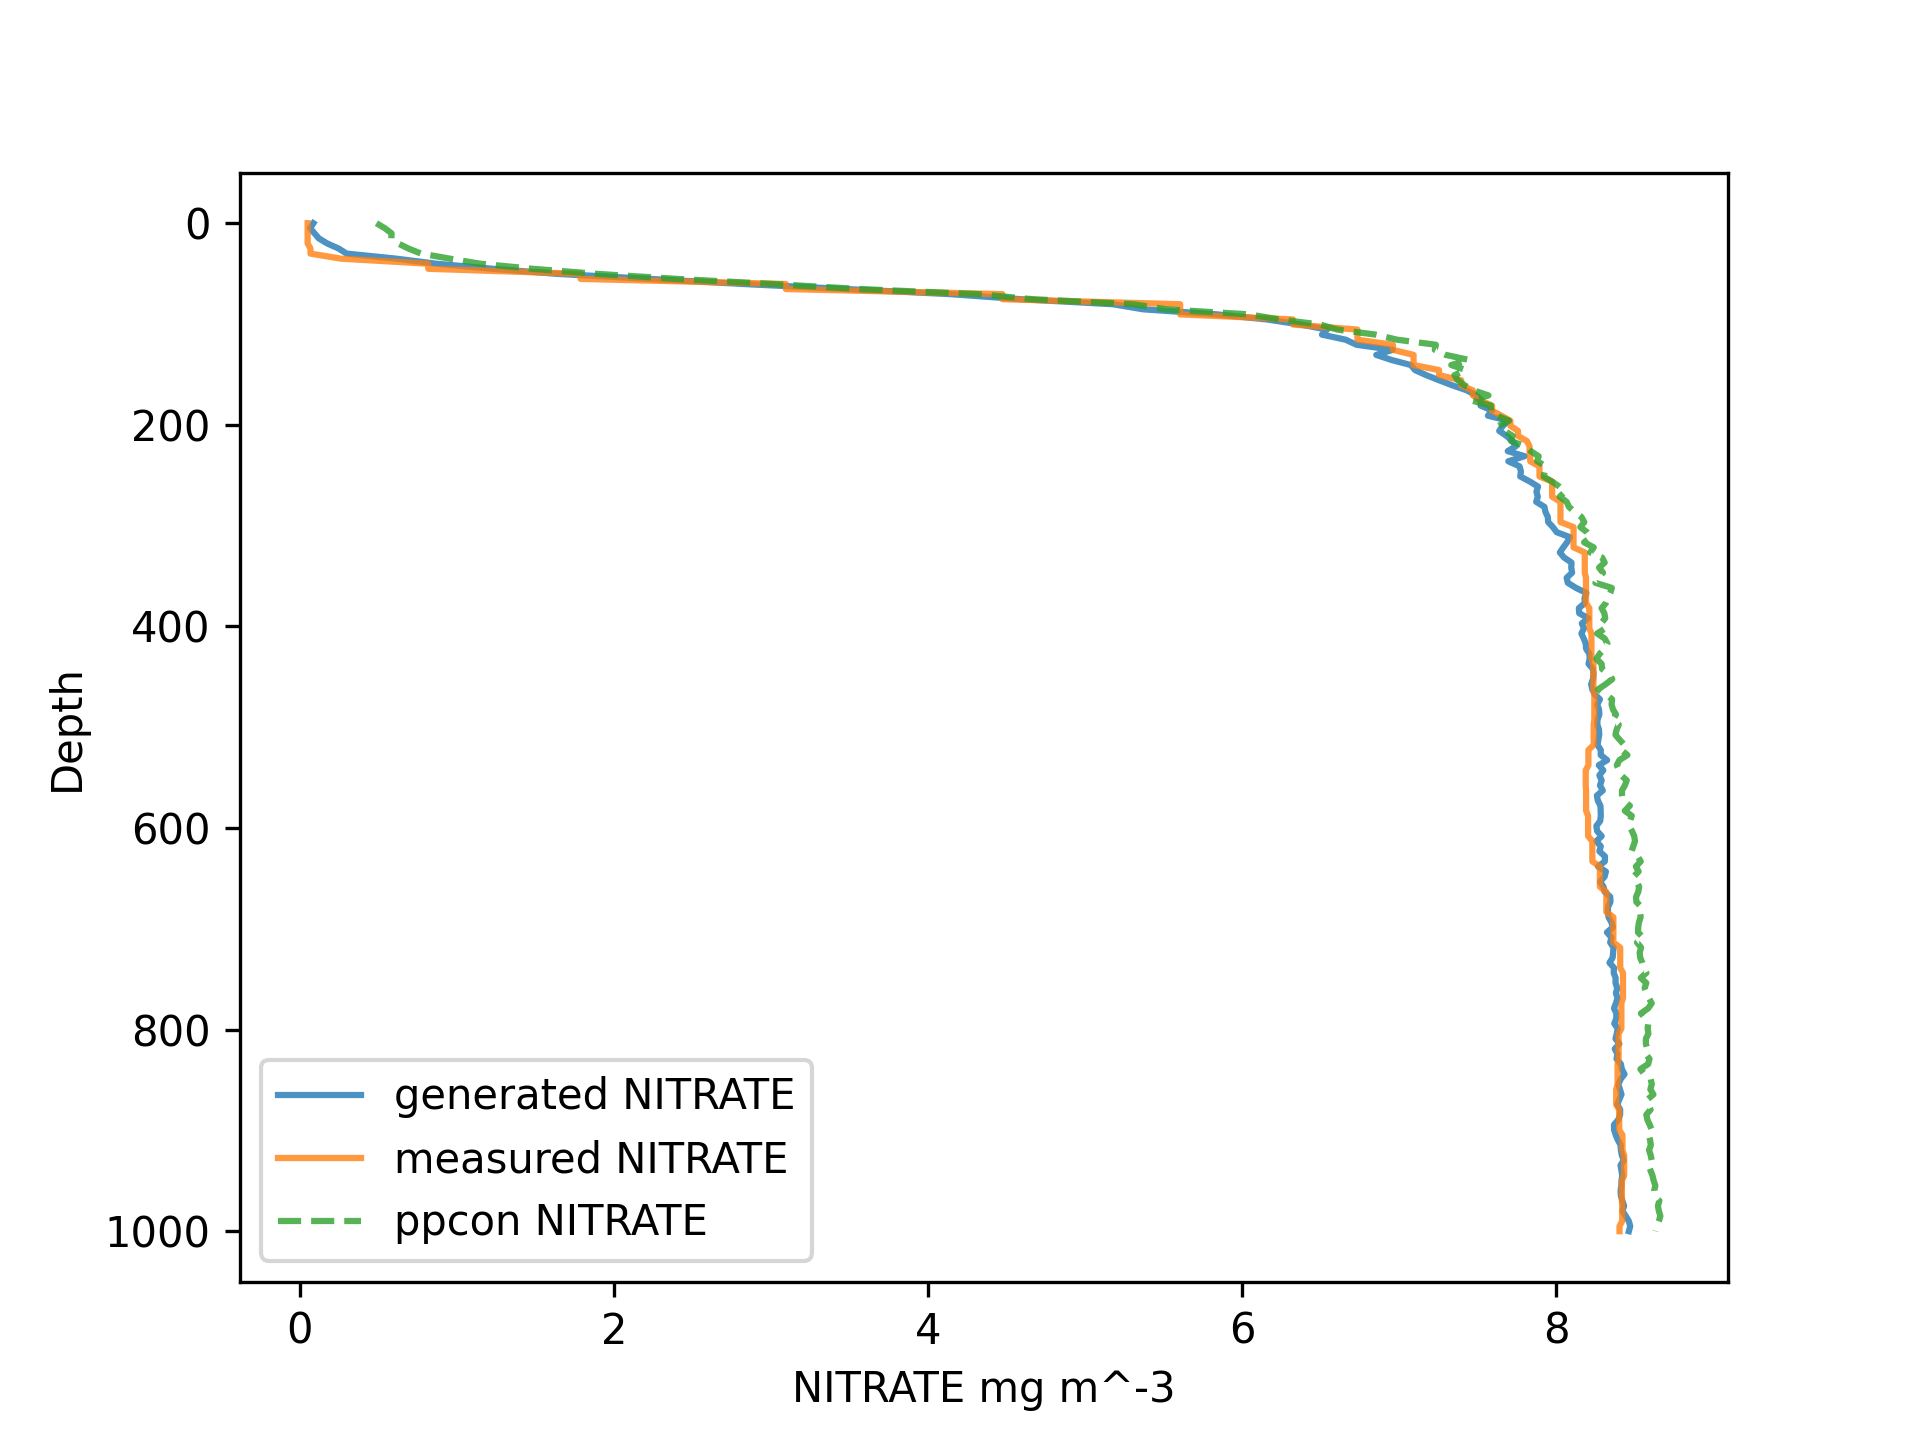 0
200
400
600
800
1000
Depth
generated NITRATE
measured NITRATE
ppcon NITRATE
0 2 4 6 8
NITRATE mg m^-3